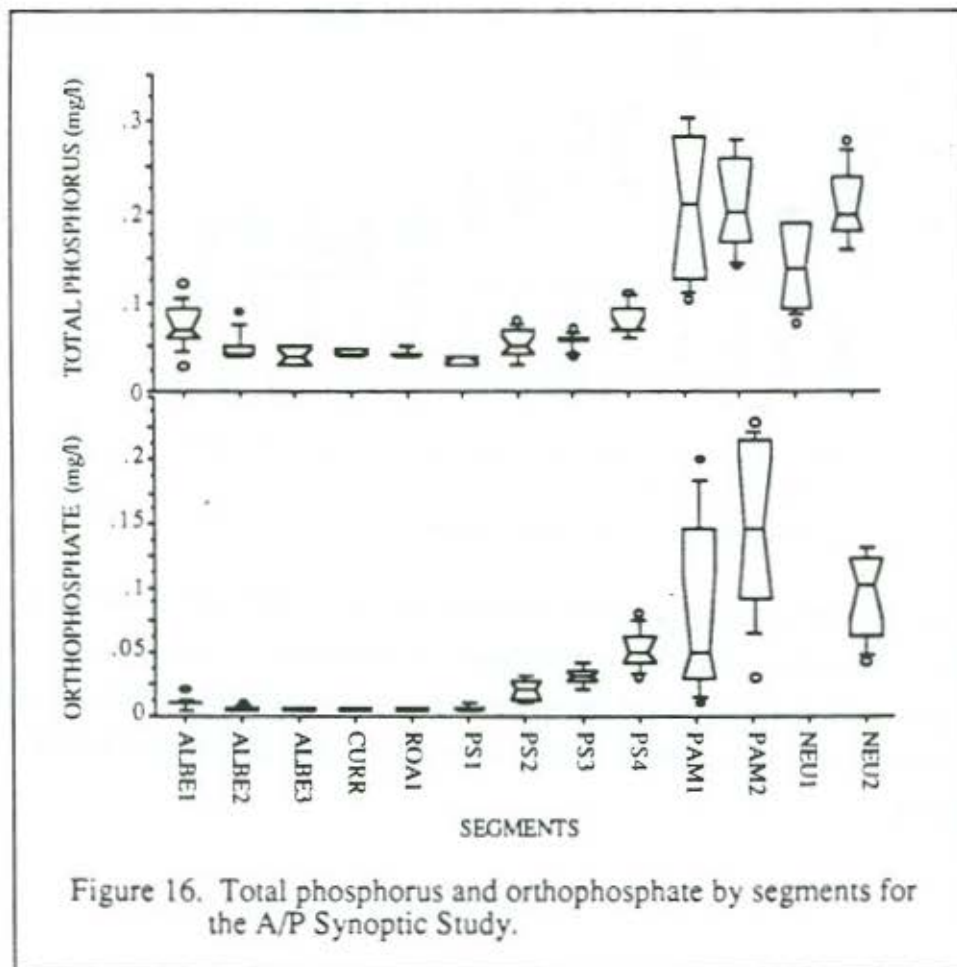 TOTAL PHOSPHORUS (mg/l)
.3
.2
.1
0
ORTHOPHOSPHATE (mg/l)
.2
.15
.1
.05
0
ALBE1
ALBE2
ALBE3
CURR
ROA1
PS1
PS2
PS3
PS4
PAM1
PAM2
NEU1
NEU2
SEGMENTS
Figure 16. Total phosphorus and orthophosphate by segments for
the A/P Synoptic Study.